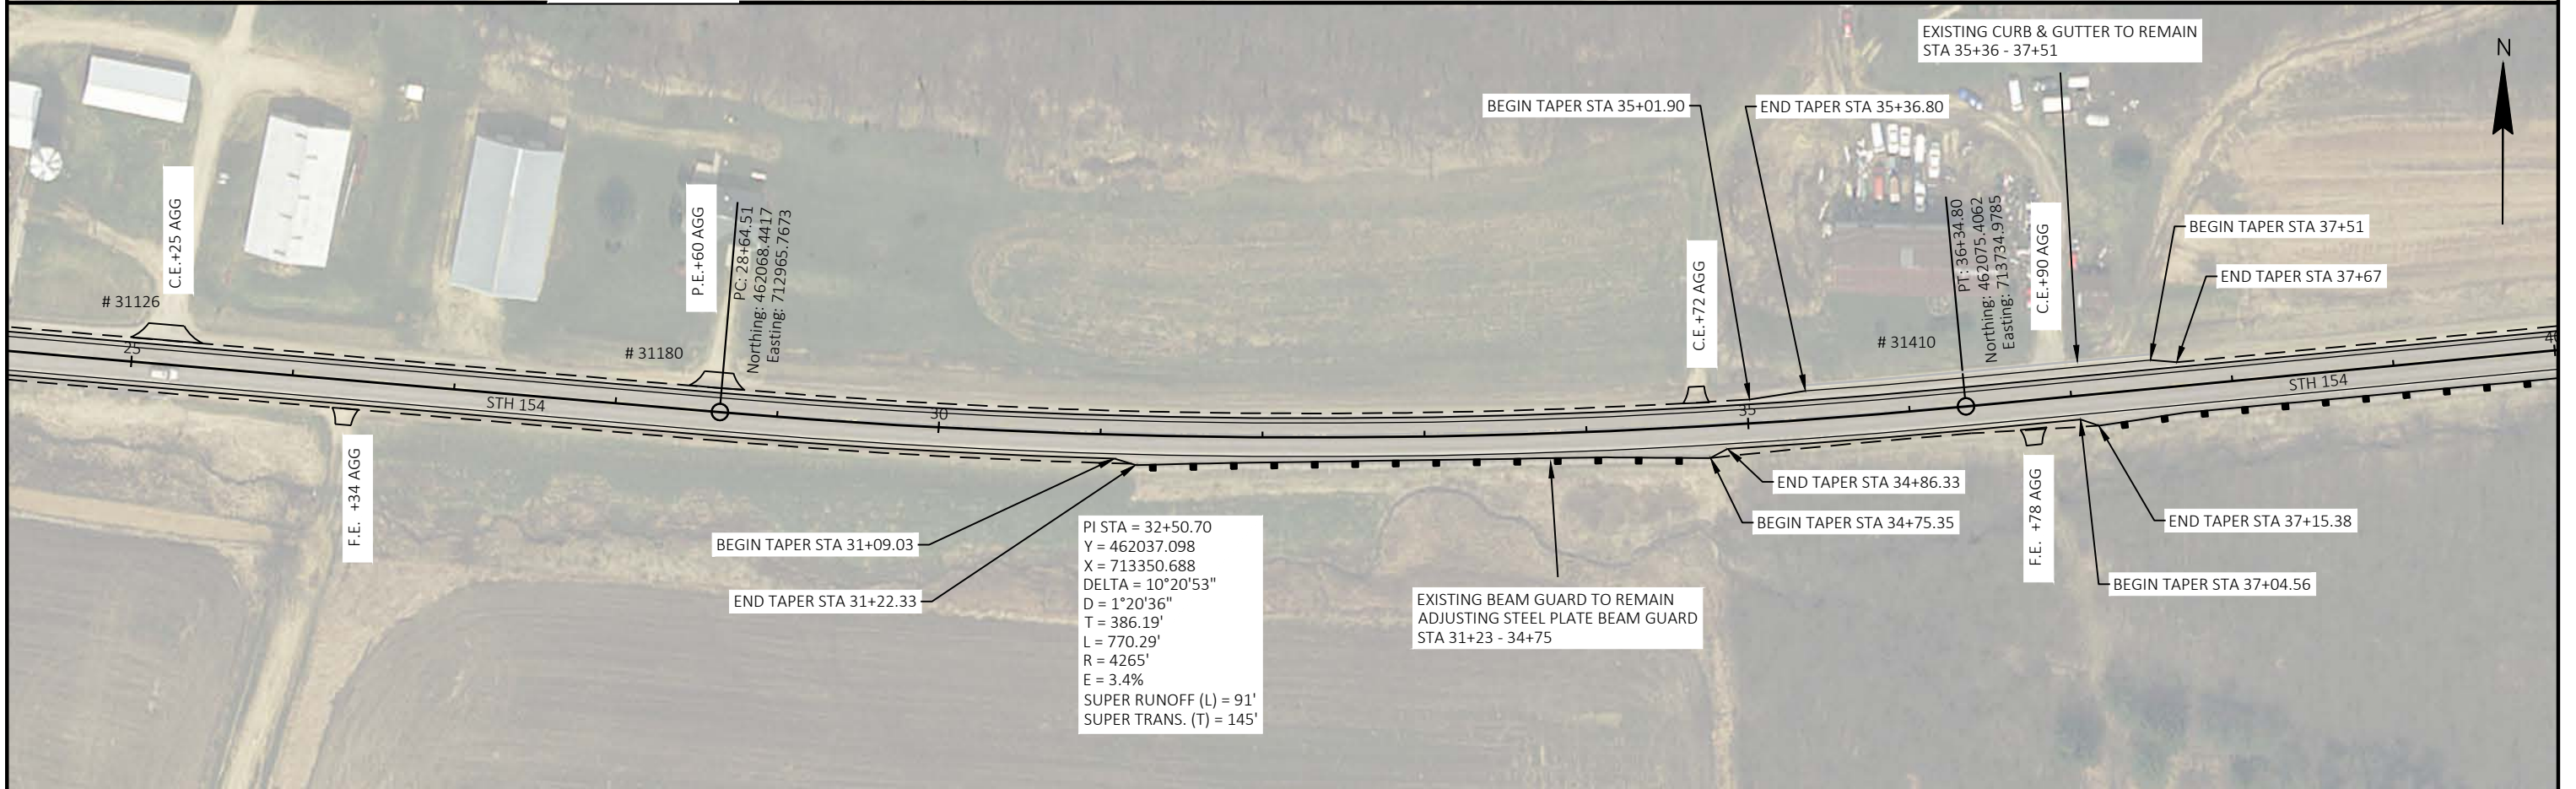 EXISTING CURB & GUTTER TO REMAIN
STA 35+36 - 37+51
N
BEGIN TAPER STA 35+01.90
END TAPER STA 35+36.80
C.E.+25 AGG
P.E.+60 AGG
PC: 28+64.51
Northing: 462068.4417
Easting: 712965.7673
C.E.+72 AGG
PT: 36+34.80
Northing: 462075.4062
Easting: 713734.9785
C.E.+90 AGG
BEGIN TAPER STA 37+51
END TAPER STA 37+67
# 31126
# 31180
# 31410
25
30
35
40
STH 154
STH 154
F.E. +34 AGG
F.E. +78 AGG
BEGIN TAPER STA 31+09.03
END TAPER STA 31+22.33
PI STA = 32+50.70
Y = 462037.098
X = 713350.688
DELTA = 10°20'53"
D = 1°20'36"
T = 386.19'
L = 770.29'
R = 4265'
E = 3.4%
SUPER RUNOFF (L) = 91'
SUPER TRANS. (T) = 145'
EXISTING BEAM GUARD TO REMAIN
ADJUSTING STEEL PLATE BEAM GUARD
STA 31+23 - 34+75
END TAPER STA 34+86.33
BEGIN TAPER STA 34+75.35
END TAPER STA 37+15.38
BEGIN TAPER STA 37+04.56